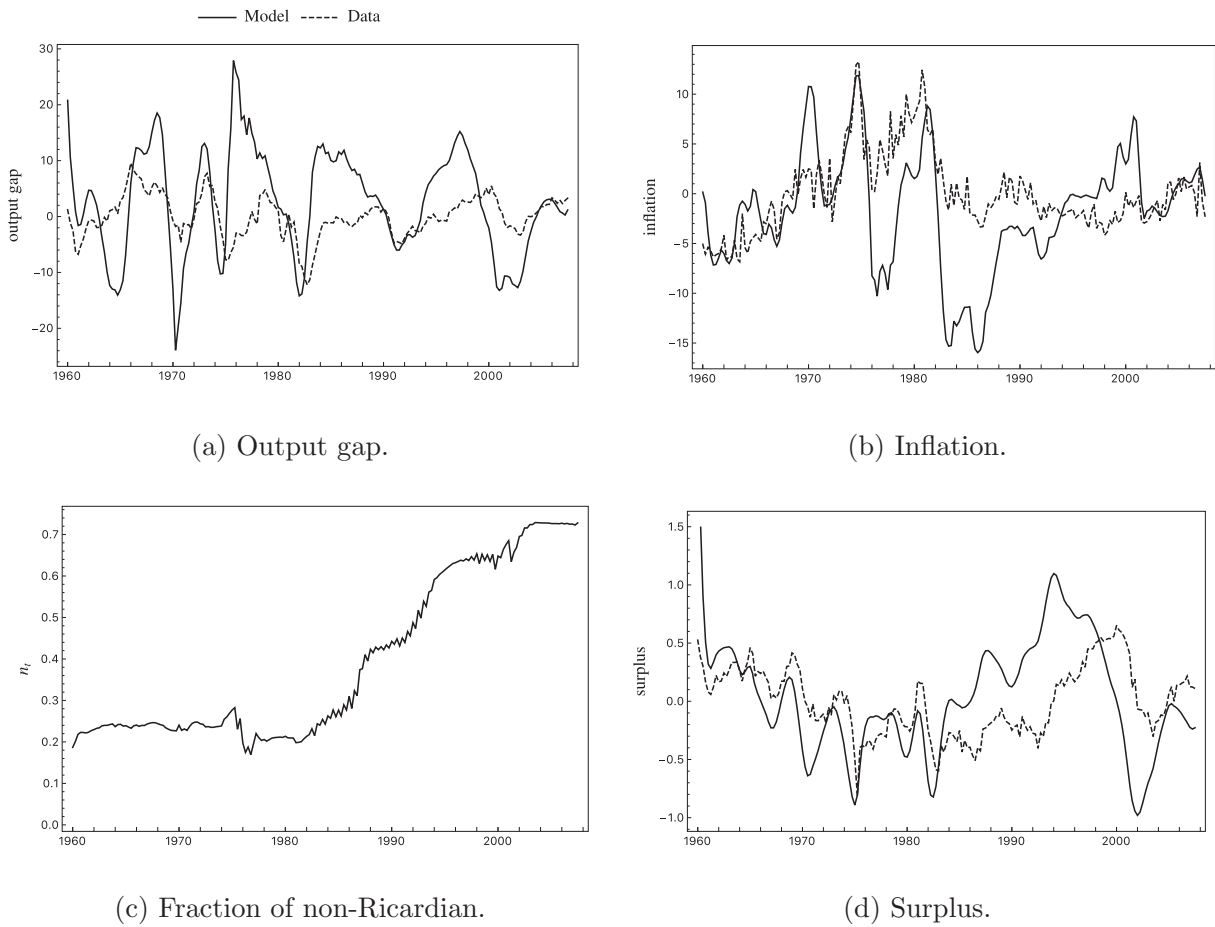 Model Data
30
20
10
0
−10
−20
output gap
1960 1970 1980 1990 2000
(a) Output gap.
10
5
0
−5
−10
−15
inflation
1960 1970 1980 1990 2000
(b) Inflation.
0.7
0.6
0.5
0.4
0.3
0.2
0.1
0.0
nt
1960 1970 1980 1990 2000
(c) Fraction of non-Ricardian.
1.5
1.0
0.5
0.0
−0.5
−1.0
surplus
1960 1970 1980 1990 2000
(d) Surplus.